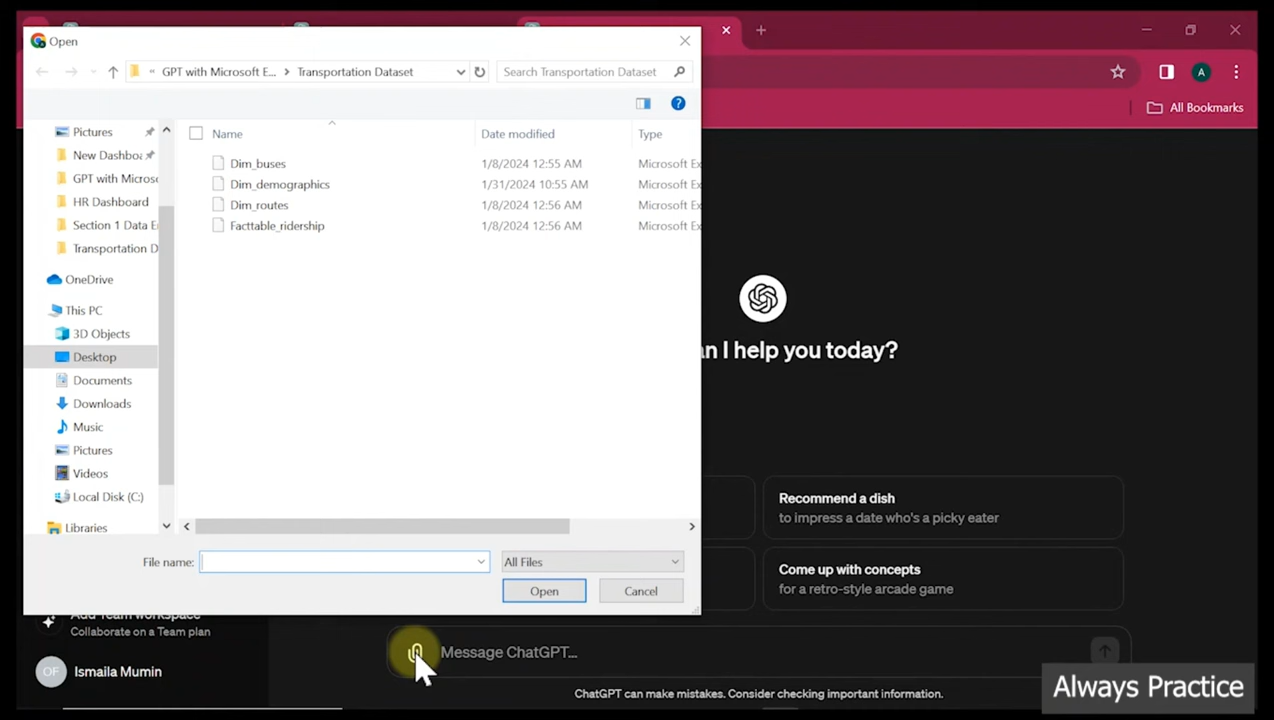 Open
« GPT with Microsoft E... > Transportation Dataset
Search Transportation Dataset
All Bookmarks
Pictures
New Dashboa
GPT with Micros
HR Dashboard
Section 1 Data E
Transportation D
OneDrive
This PC
3D Objects
Desktop
Documents
Downloads
Music
Pictures
Videos
Local Disk (C:)
Libraries
Name Date modified Type
Dim_buses 1/8/2024 12:55 AM Microsoft Ex
Dim_demographics 1/31/2024 10:55 AM Microsoft Ex
Dim_routes 1/8/2024 12:56 AM Microsoft Ex
Facttable_ridership 1/8/2024 12:56 AM Microsoft Ex
File name:
All Files
Open Cancel
A
an I help you today?
Recommend a dish
to impress a date who's a picky eater
Come up with concepts
for a retro-style arcade game
Add Team workspace
Collaborate on a Team plan
OF Ismaila Mumin
Message ChatGPT...
ChatGPT can make mistakes. Consider checking important information.
Always Practice